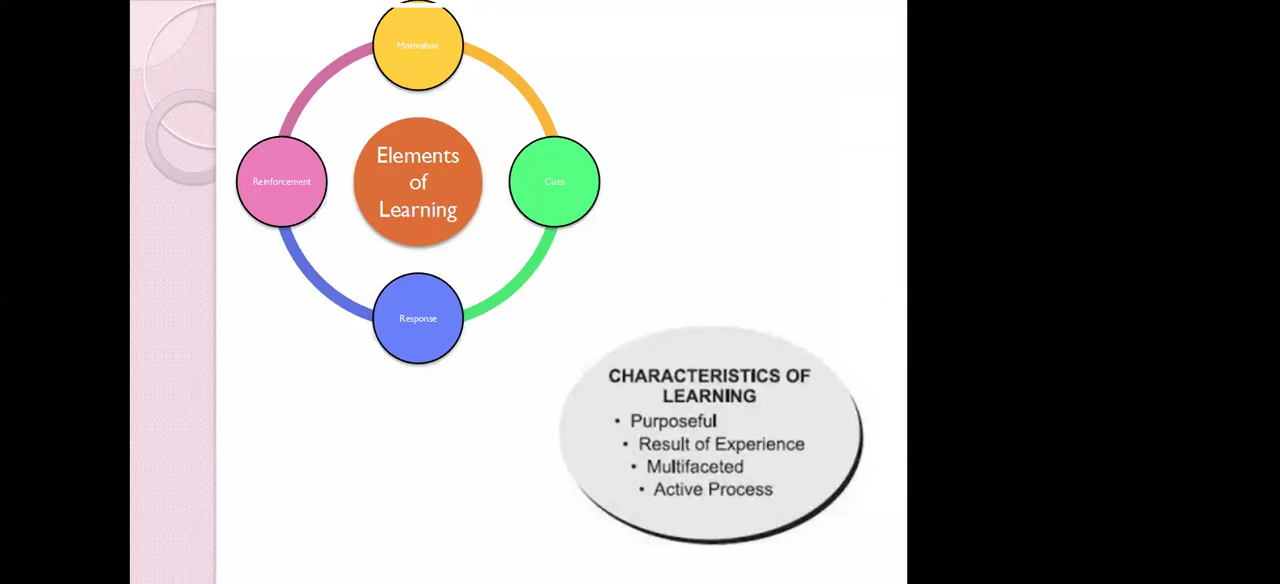 Motivation
Elements
of
Learning
Reinforcement
Cues
Response
CHARACTERISTICS OF
LEARNING
• Purposeful
• Result of Experience
• Multifaceted
• Active Process